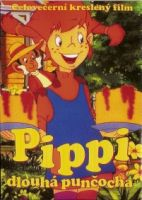 Celovečerní kreslený film
Pippi
dlouhá punčocha